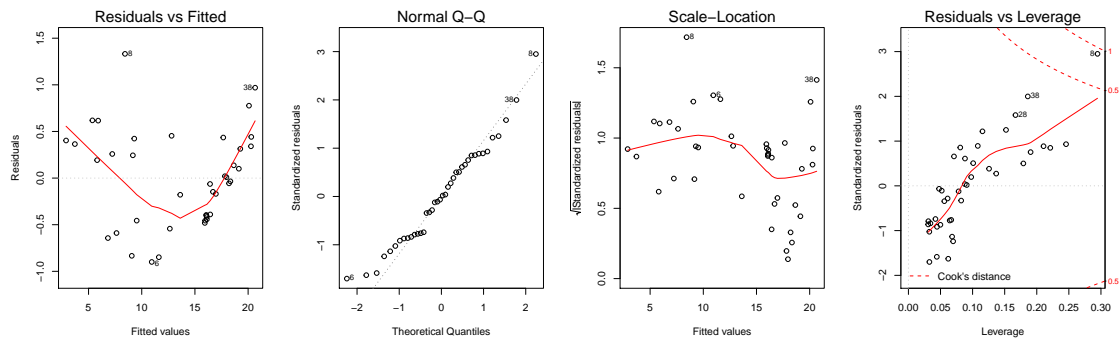 Residuals vs Fitted
Residuals
−1.0 −0.5 0.0 0.5 1.0 1.5
8
38
6
5 10 15 20
Fitted values
Normal Q−Q
Standardized residuals
−1 0 1 2 3
8
38
6
−2 −1 0 1 2
Theoretical Quantiles
Scale−Location
√|Standardized residuals|
0.0 0.5 1.0 1.5
8
38
6
5 10 15 20
Fitted values
Residuals vs Leverage
Standardized residuals
−2 −1 0 1 2 3
8
38
28
1
0.5
0.5
Cook's distance
0.00 0.05 0.10 0.15 0.20 0.25 0.30
Leverage